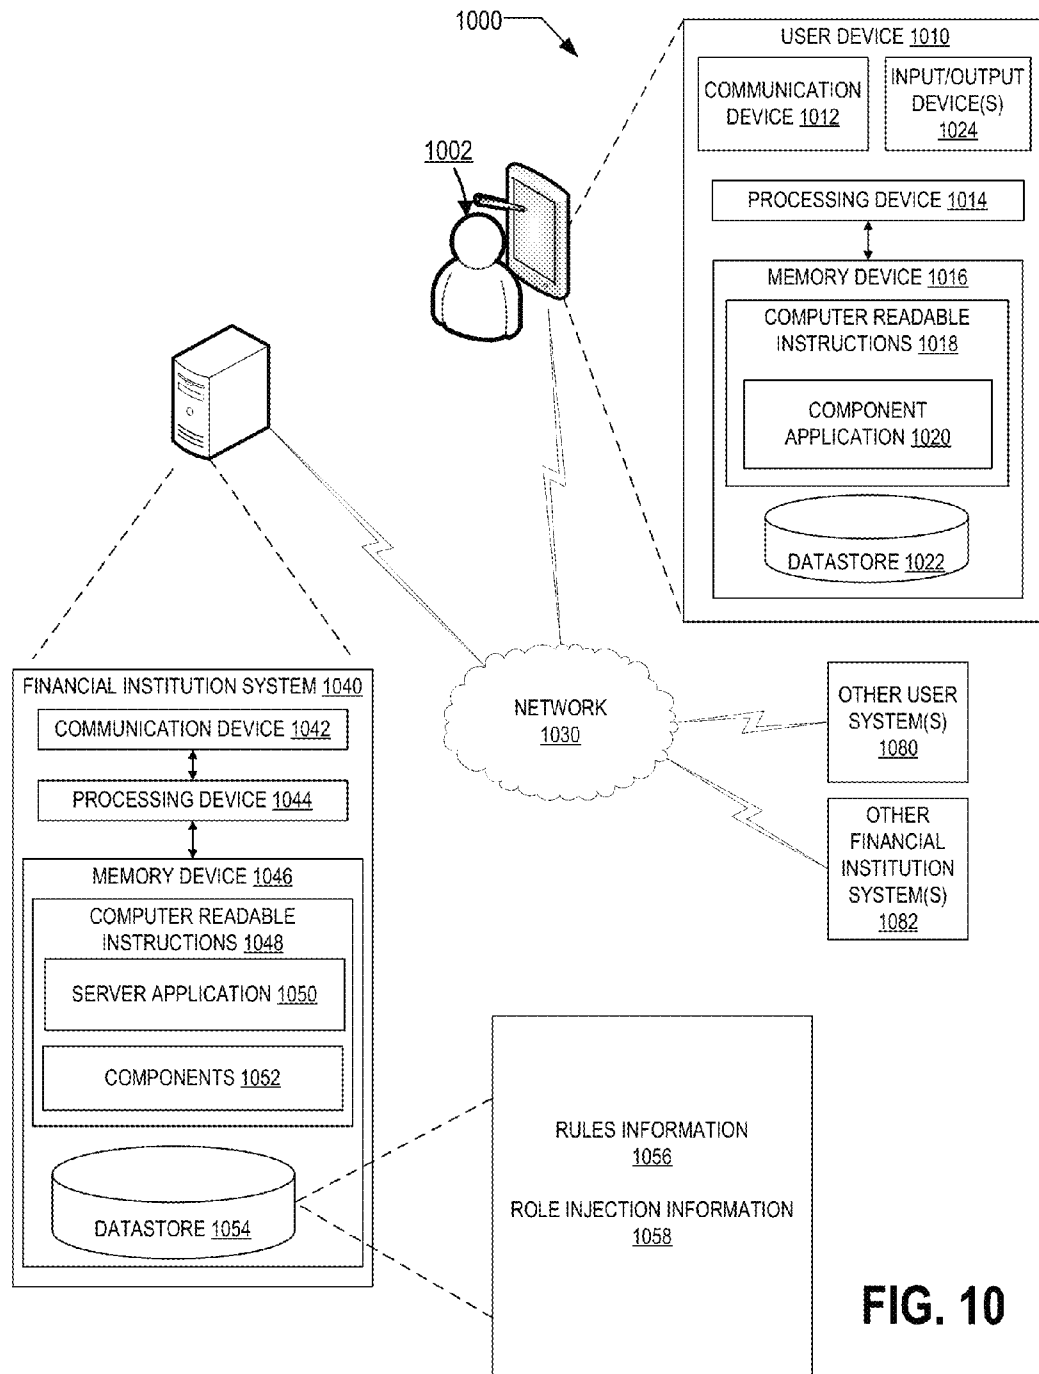 1000
USER DEVICE 1010
COMMUNICATION
DEVICE 1012
INPUT/OUTPUT
DEVICE(S)
1024
1002
PROCESSING DEVICE 1014
MEMORY DEVICE 1016
COMPUTER READABLE
INSTRUCTIONS 1018
COMPONENT
APPLICATION 1020
DATASTORE 1022
NETWORK
1030
OTHER USER
SYSTEM(S)
1080
OTHER
FINANCIAL
INSTITUTION
SYSTEM(S)
1082
FINANCIAL INSTITUTION SYSTEM 1040
COMMUNICATION DEVICE 1042
PROCESSING DEVICE 1044
MEMORY DEVICE 1046
COMPUTER READABLE
INSTRUCTIONS 1048
SERVER APPLICATION 1050
COMPONENTS 1052
DATASTORE 1054
RULES INFORMATION
1056
ROLE INJECTION INFORMATION
1058
FIG. 10